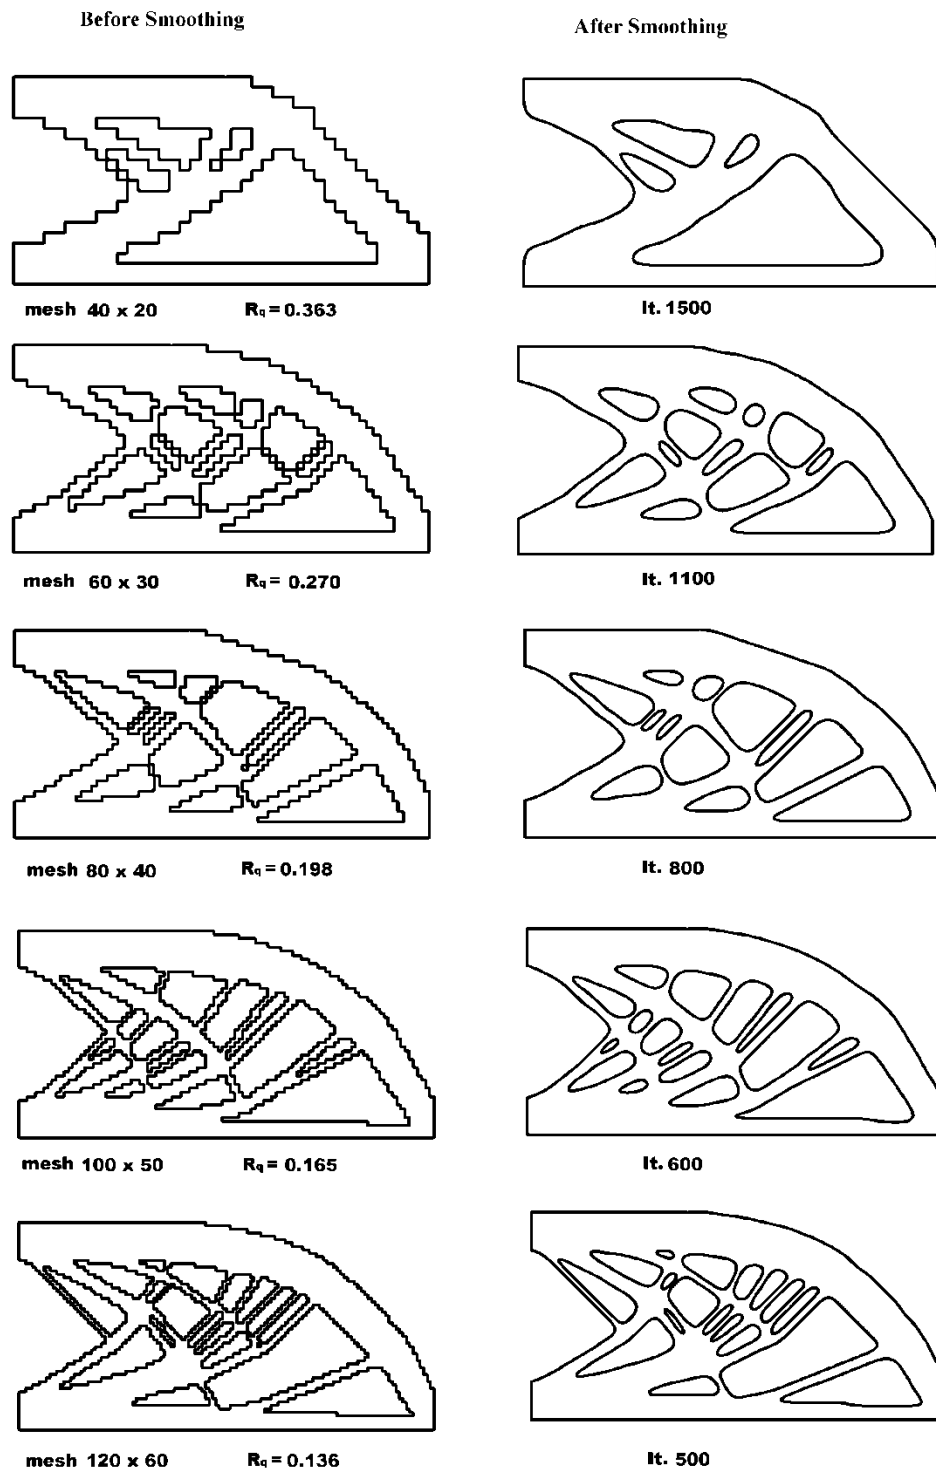 Before Smoothing
After Smoothing
mesh 40 x 20 Rq = 0.363
It. 1500
mesh 60 x 30 Rq = 0.270
It. 1100
mesh 80 x 40 Rq = 0.198
It. 800
mesh 100 x 50 Rq = 0.165
It. 600
mesh 120 x 60 Rq = 0.136
It. 500